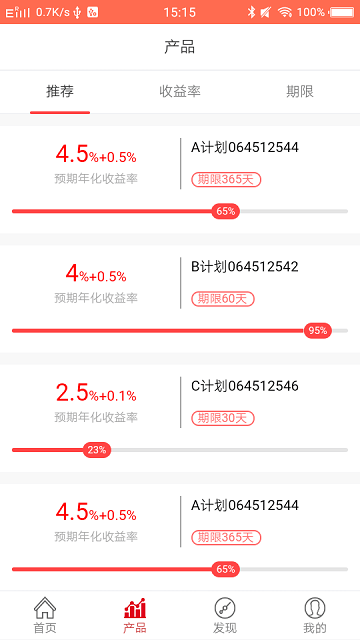 0.7K/s 15:15 100%
产品
推荐 收益率 期限
4.5%+0.5% A计划064512544
预期年化收益率 期限365天
65%
4%+0.5% B计划064512542
预期年化收益率 期限60天
95%
2.5%+0.1% C计划064512546
预期年化收益率 期限30天
23%
4.5%+0.5% A计划064512544
预期年化收益率 期限365天
65%
首页 产品 发现 我的